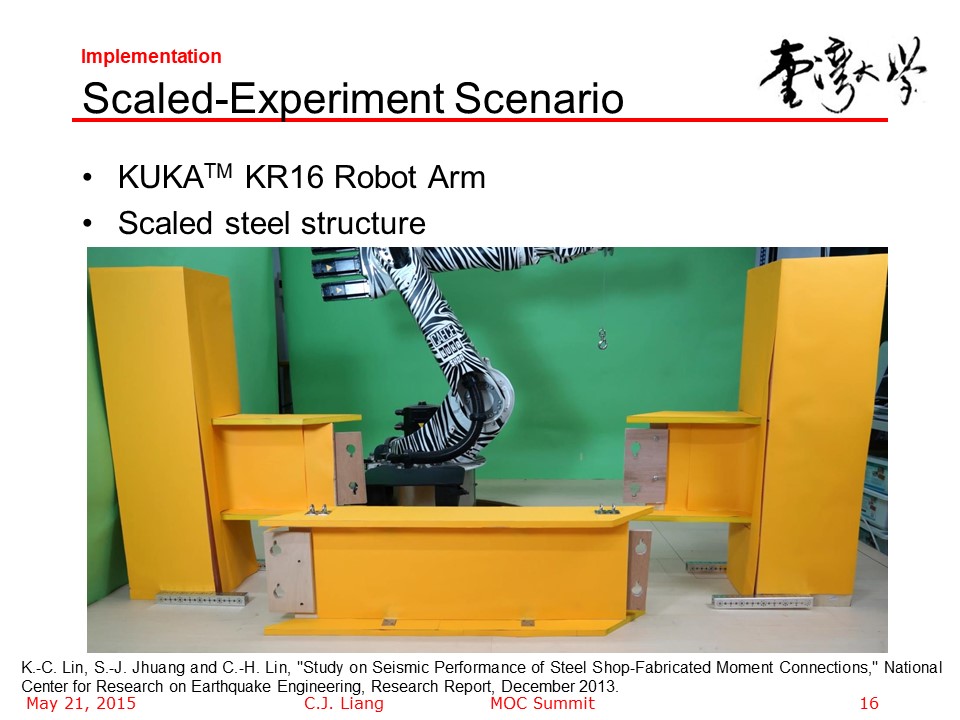 Implementation
Scaled-Experiment Scenario
臺灣大學
• KUKA™ KR16 Robot Arm
• Scaled steel structure
K.-C. Lin, S.-J. Jhuang and C.-H. Lin, "Study on Seismic Performance of Steel Shop-Fabricated Moment Connections," National
Center for Research on Earthquake Engineering, Research Report, December 2013.
May 21, 2015 C.J. Liang MOC Summit 16